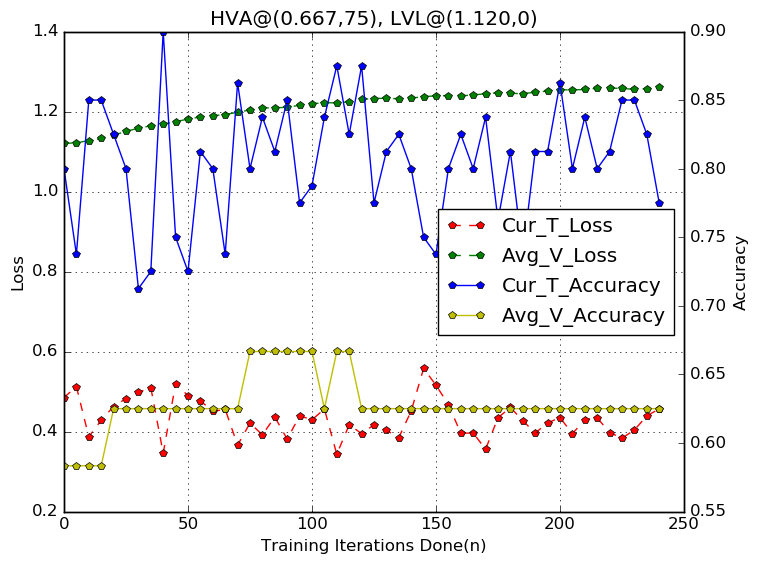 HVA@(0.667,75), LVL@(1.120,0)
1.4
1.2
1.0
0.8
0.6
0.4
0.2
Loss
0.90
0.85
0.80
0.75
0.70
0.65
0.60
0.55
Accuracy
Cur_T_Loss
Avg_V_Loss
Cur_T_Accuracy
Avg_V_Accuracy
0 50 100 150 200 250
Training Iterations Done(n)